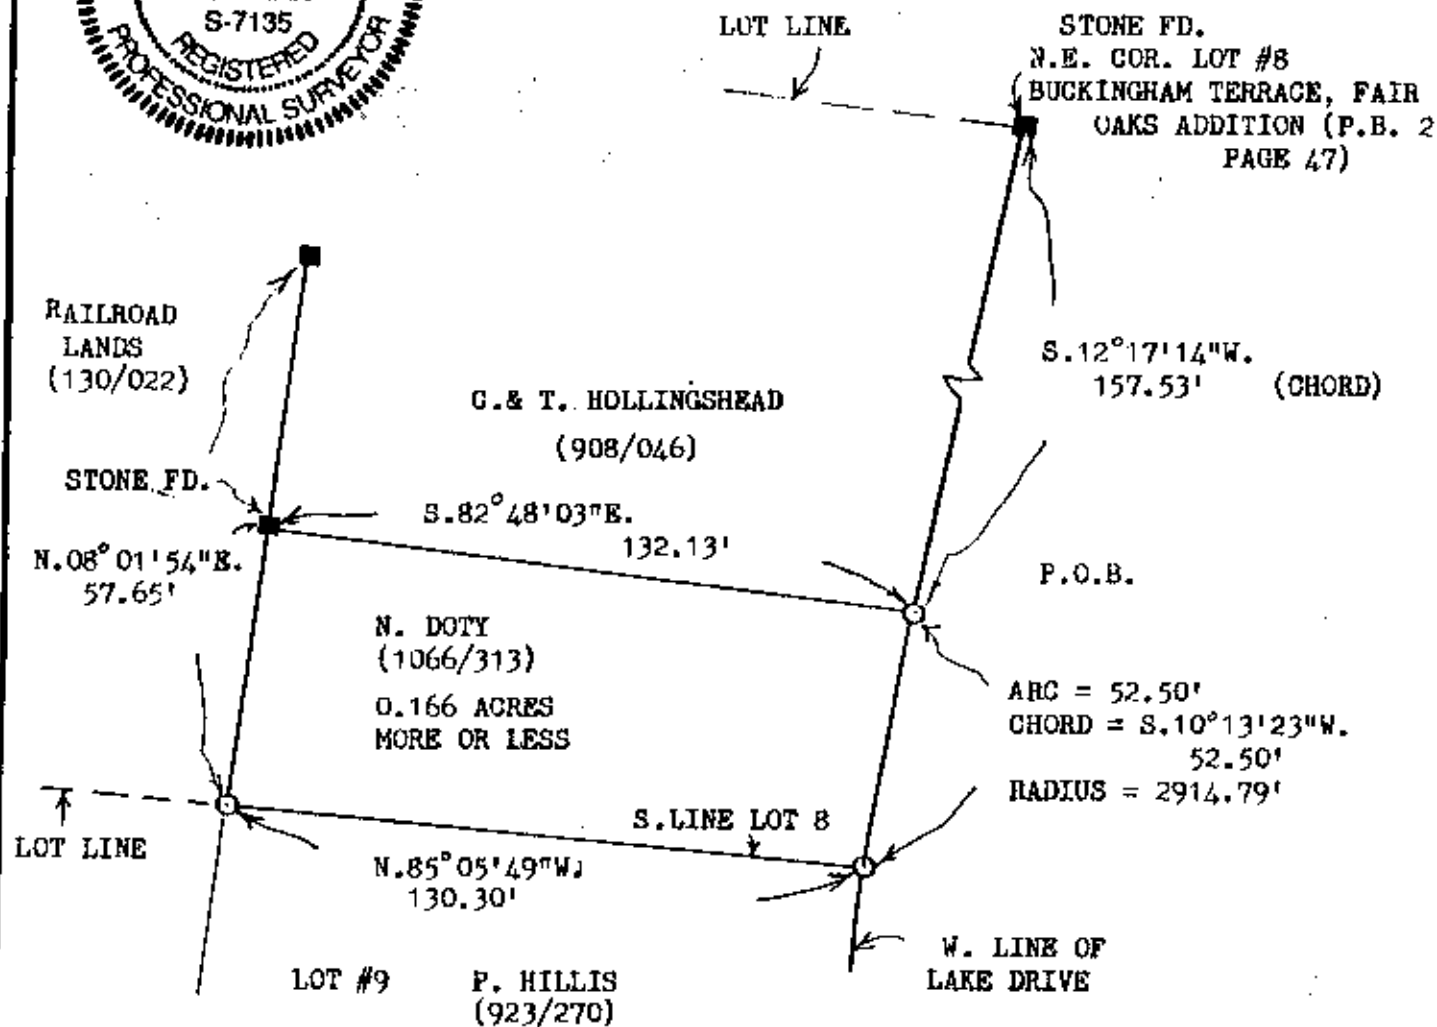 S-7135
REGISTERED
PROFESSIONAL SURVEYOR
LOT LINE
STONE FD.
N.E. COR. LOT #8
BUCKINGHAM TERRACE, FAIR
OAKS ADDITION (P.B. 2
PAGE 47)
RAILROAD
LANDS
(130/022)
S.12°17'14"W.
157.53' (CHORD)
C.& T. HOLLINGSHEAD
(908/046)
STONE FD.
S.82°48'03"E.
132.13'
N.08°01'54"E.
57.65'
P.O.B.
N. DOTY
(1066/313)
0.166 ACRES
MORE OR LESS
ARC = 52.50'
CHORD = S.10°13'23"W.
52.50'
RADIUS = 2914.79'
S.LINE LOT 8
LOT LINE
N.85°05'49"W.
130.30'
W. LINE OF
LAKE DRIVE
LOT #9 P. HILLIS
(923/270)